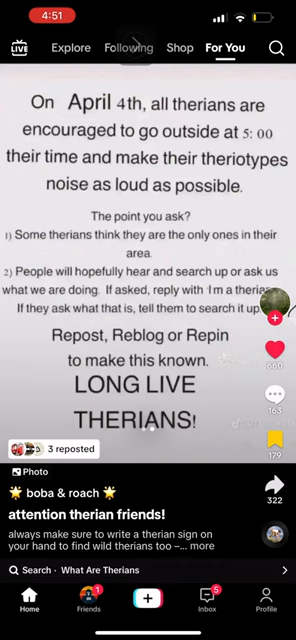 4:51
LIVE
Explore
Following
Shop
For You
On April 4th, all therians are
encouraged to go outside at 5:00
their time and make their theriotypes
noise as loud as possible.
The point you ask?
1) Some therians think they are the only ones in their
area.
2) People will hopefully hear and search up or ask us
what we are doing. If asked, reply with I m a
If they ask what that is, tell them to search it up
Repost, Reblog or Repin
to make this known.
LONG LIVE
THERIANS!
660
163
179
322
3 reposted
Photo
boba & roach
attention therian friends!
always make sure to write a therian sign on
your hand to find wild therians too –... more
Search · What Are Therians
Home
Friends
1
Inbox
5
Profile